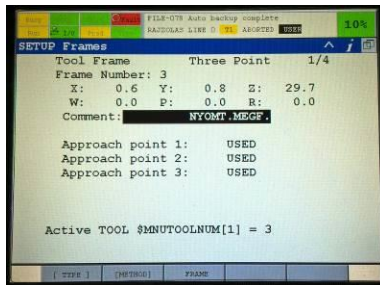 FILE-078 Auto backup complete
LINE 0 T1 ABORTED USER
10%
SETUP Frames
Tool Frame Three Point 1/4
Frame Number: 3
X: 0.6 Y: 0.8 Z: 29.7
W: 0.0 P: 0.0 R: 0.0
Comment: NYOMT.MEGF.
Approach point 1: USED
Approach point 2: USED
Approach point 3: USED
Active TOOL $MNUTOOLNUM[1] = 3
[ TYPE ] [METHOD] FRAME